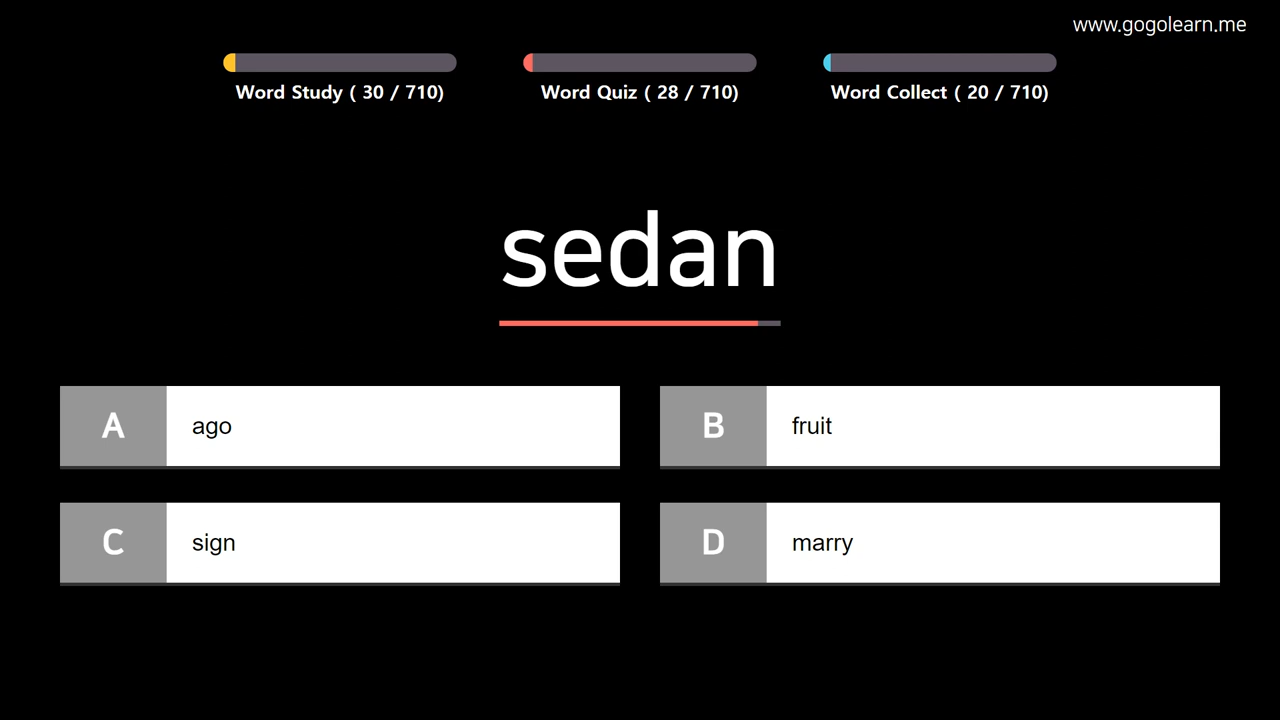 www.gogolearn.me
Word Study ( 30 / 710)
Word Quiz ( 28 / 710)
Word Collect ( 20 / 710)
sedan
A ago
B fruit
C sign
D marry